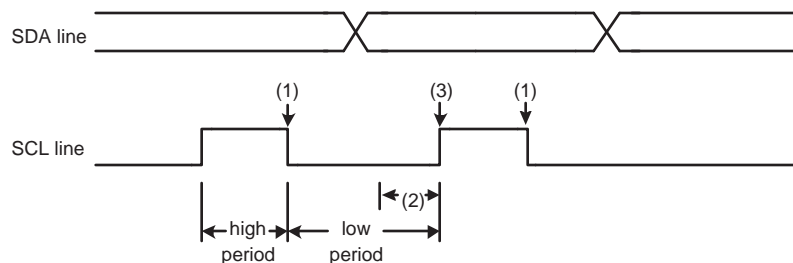 SDA line
(1)
(3)
(1)
SCL line
(2)
high
period
low
period